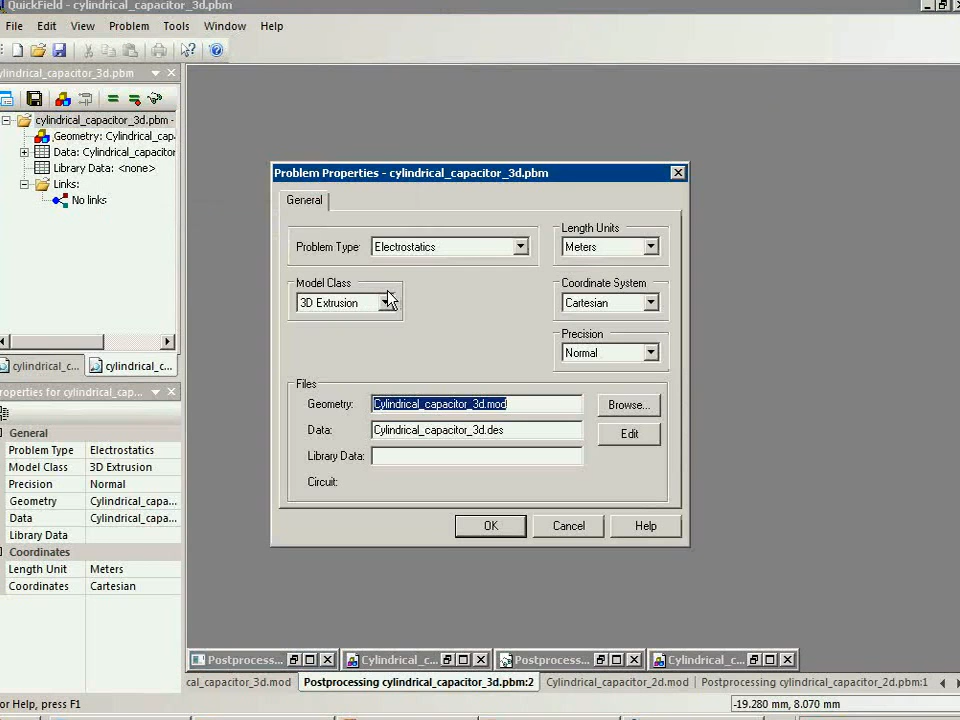 QuickField - cylindrical_capacitor_3d.pbm
File Edit View Problem Tools Window Help
ylindrical_capacitor_3d.pbm
cylindrical_capacitor_3d.pbm -
Geometry: Cylindrical_cap
Data: Cylindrical_capacitor
Library Data: <none>
Links:
No links
cylindrical_c... cylindrical_c...
roperties for cylindrical_cap...
General
Problem Type Electrostatics
Model Class 3D Extrusion
Precision Normal
Geometry Cylindrical_capa...
Data Cylindrical_capa...
Library Data
Coordinates
Length Unit Meters
Coordinates Cartesian
Problem Properties - cylindrical_capacitor_3d.pbm
General
Problem Type: Electrostatics
Length Units
Meters
Model Class
3D Extrusion
Coordinate System
Cartesian
Precision
Normal
Files
Geometry: Cylindrical_capacitor_3d.mod Browse...
Data: Cylindrical_capacitor_3d.des Edit
Library Data:
Circuit:
OK Cancel Help
Postprocess... Cylindrical_c... Postprocess... Cylindrical_c...
cal_capacitor_3d.mod Postprocessing cylindrical_capacitor_3d.pbm:2 Cylindrical_capacitor_2d.mod Postprocessing cylindrical_capacitor_2d.pbm:1
or Help, press F1 -19.280 mm, 8.070 mm